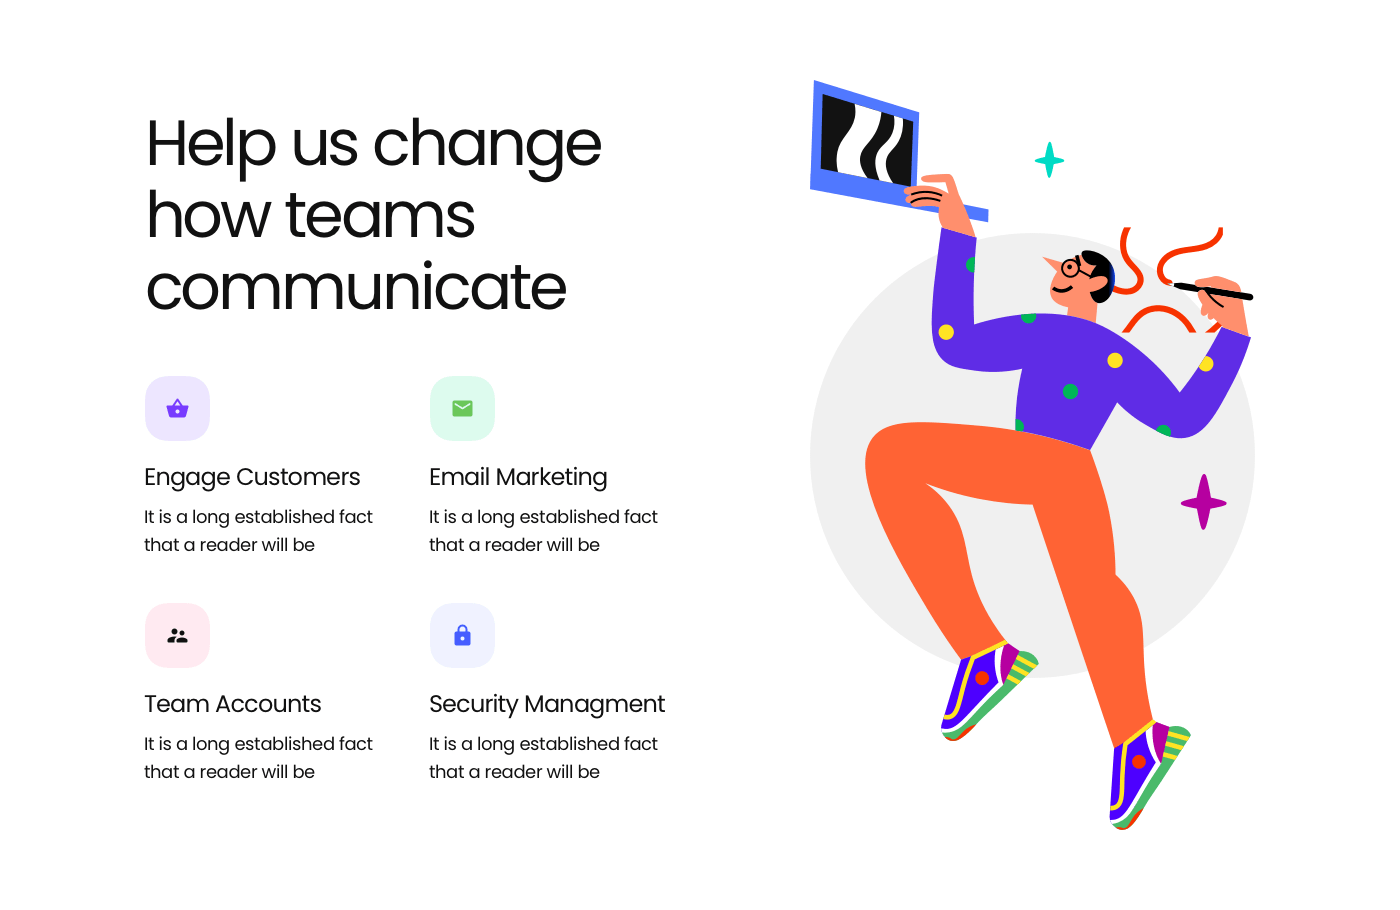 Help us change
how teams
communicate
Engage Customers
It is a long established fact
that a reader will be
Email Marketing
It is a long established fact
that a reader will be
Team Accounts
It is a long established fact
that a reader will be
Security Managment
It is a long established fact
that a reader will be